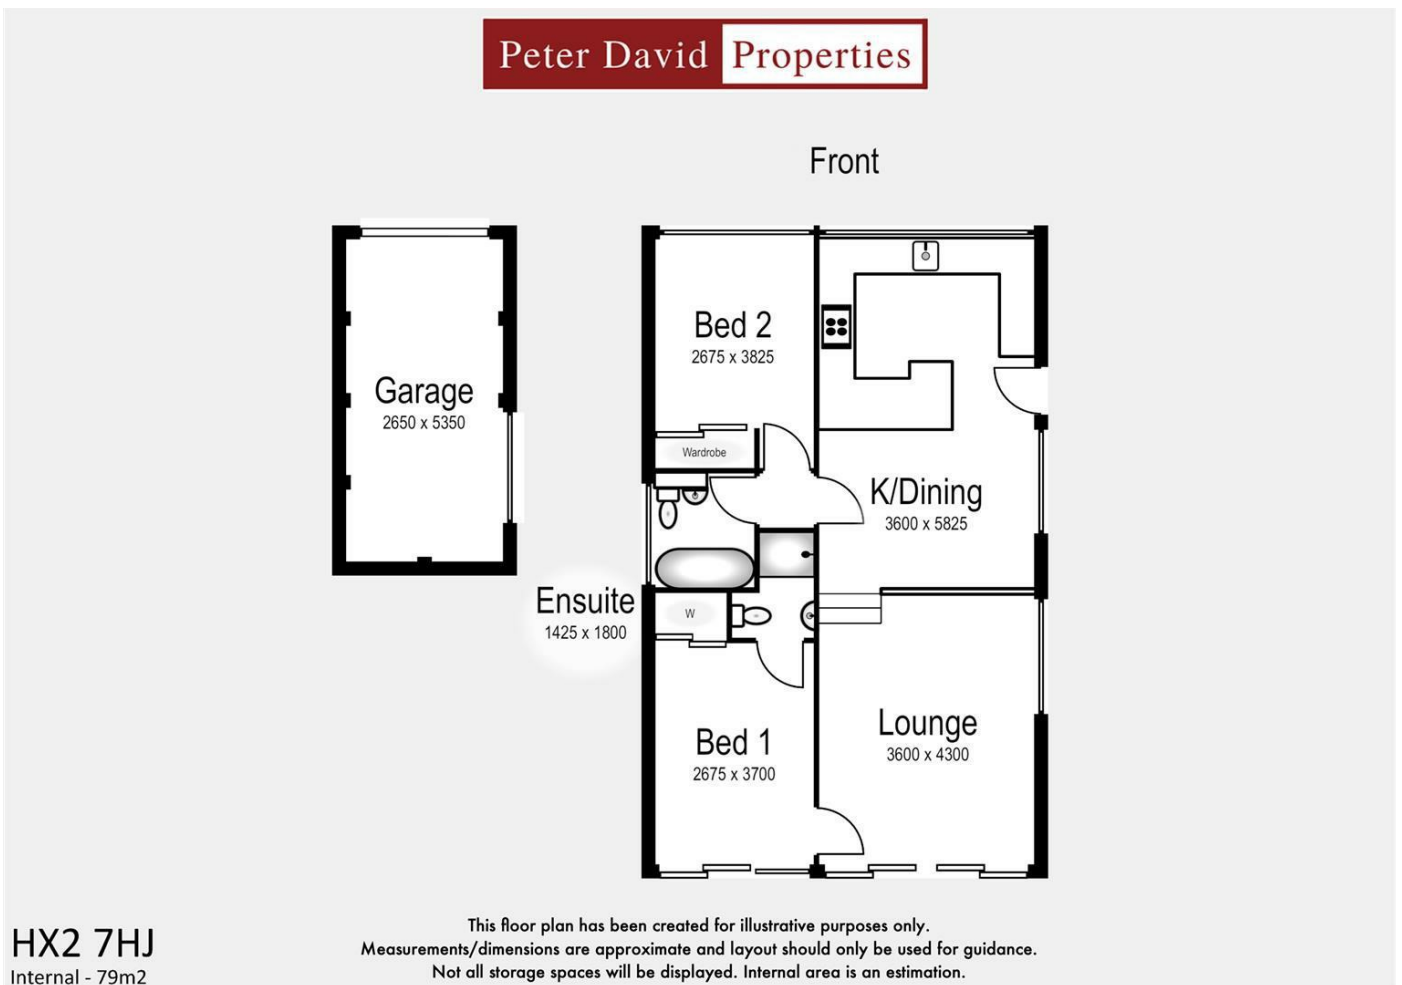 Peter David Properties
Front
Bed 2
2675 x 3825
Garage
2650 x 5350
Wardrobe
K/Dining
3600 x 5825
Ensuite
1425 x 1800
W
Lounge
3600 x 4300
Bed 1
2675 x 3700
HX2 7HJ
Internal - 79m2
This floor plan has been created for illustrative purposes only.
Measurements/dimensions are approximate and layout should only be used for guidance.
Not all storage spaces will be displayed. Internal area is an estimation.